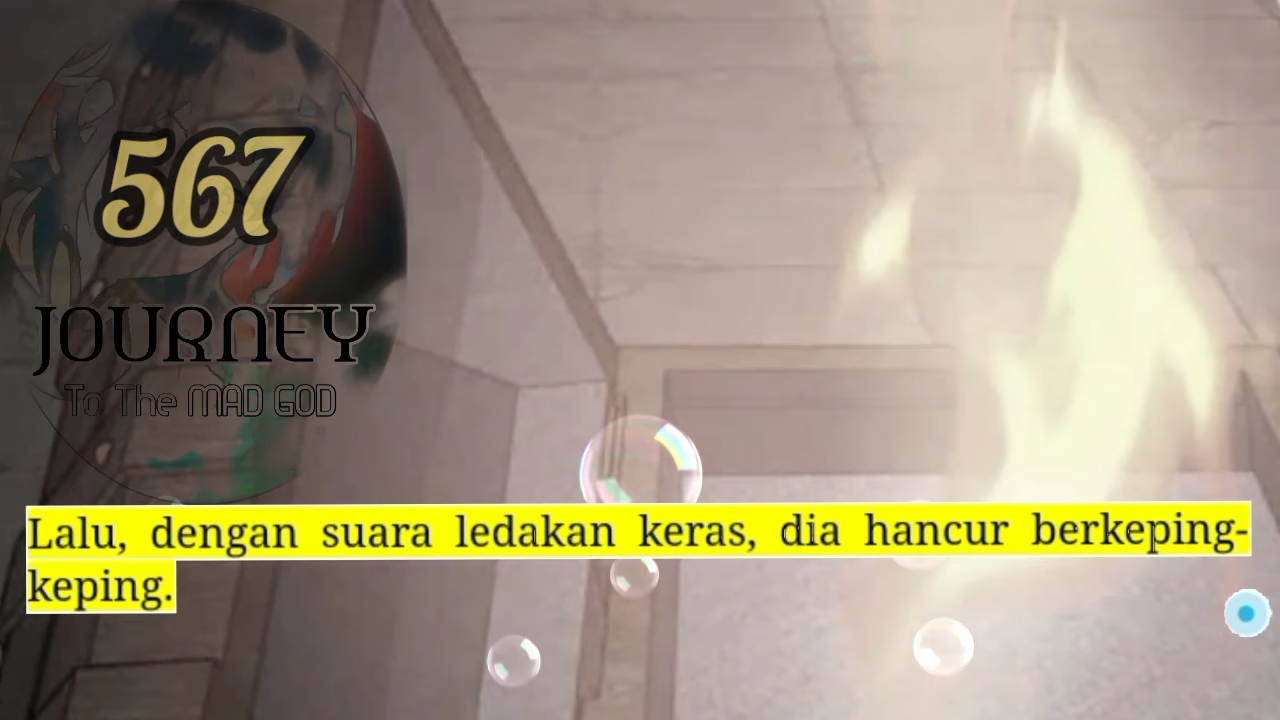 567
JOURNEY
To The MAD GOD
Lalu, dengan suara ledakan keras, dia hancur berkeping-
keping.